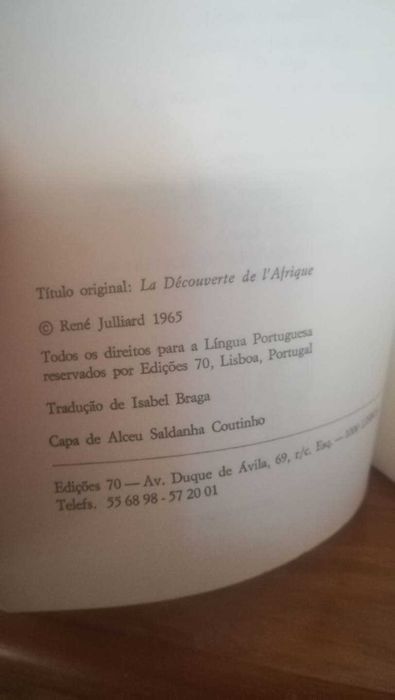 Título original: La Découverte de l'Afrique
© René Julliard 1965
Todos os direitos para a Língua Portuguesa
reservados por Edições 70, Lisboa, Portugal
Tradução de Isabel Braga
Capa de Alceu Saldanha Coutinho
Edições 70 — Av. Duque de Ávila, 69, r/c. Esq. — 1000
Telefs. 55 68 98 - 57 20 01